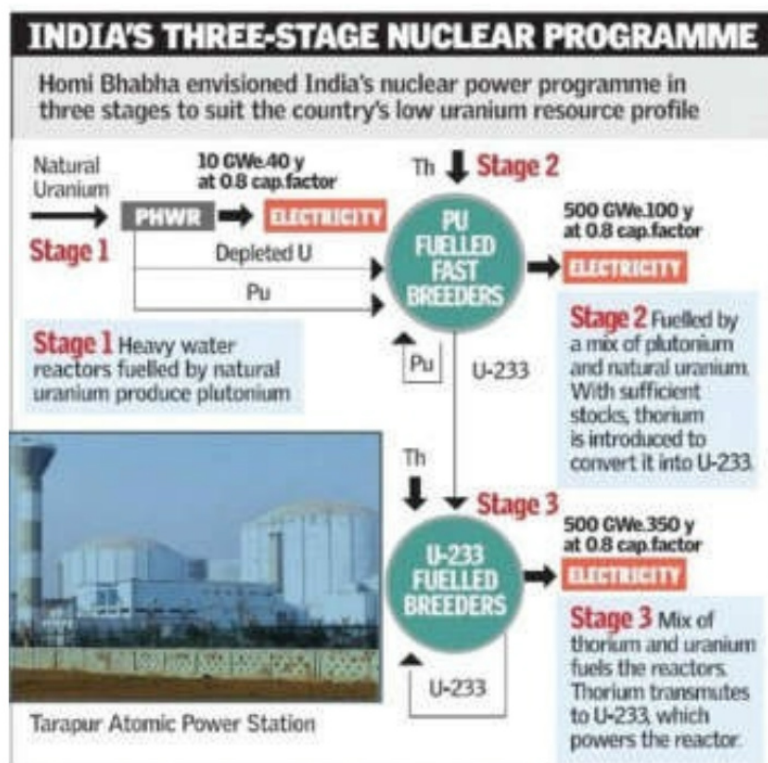 INDIA'S THREE-STAGE NUCLEAR PROGRAMME
Homi Bhabha envisioned India's nuclear power programme in
three stages to suit the country's low uranium resource profile
Natural
Uranium
10 GWe.40 y
at 0.8 cap.factor
Th
Stage 2
PHWR
ELECTRICITY
Stage 1
Depleted U
Pu
PU
FUELLED
FAST
BREEDERS
500 GWe.100 y
at 0.8 cap.factor
ELECTRICITY
Stage 1 Heavy water
reactors fuelled by natural
uranium produce plutonium
Pu
U-233
Stage 2 Fuelled by
a mix of plutonium
and natural uranium.
With sufficient
stocks, thorium
is introduced to
convert it into U-233.
Th
Stage 3
U-233
FUELLED
BREEDERS
500 GWe.350 y
at 0.8 cap.factor
ELECTRICITY
U-233
Stage 3 Mix of
thorium and uranium
fuels the reactors.
Thorium transmutes
to U-233, which
powers the reactor.
Tarapur Atomic Power Station